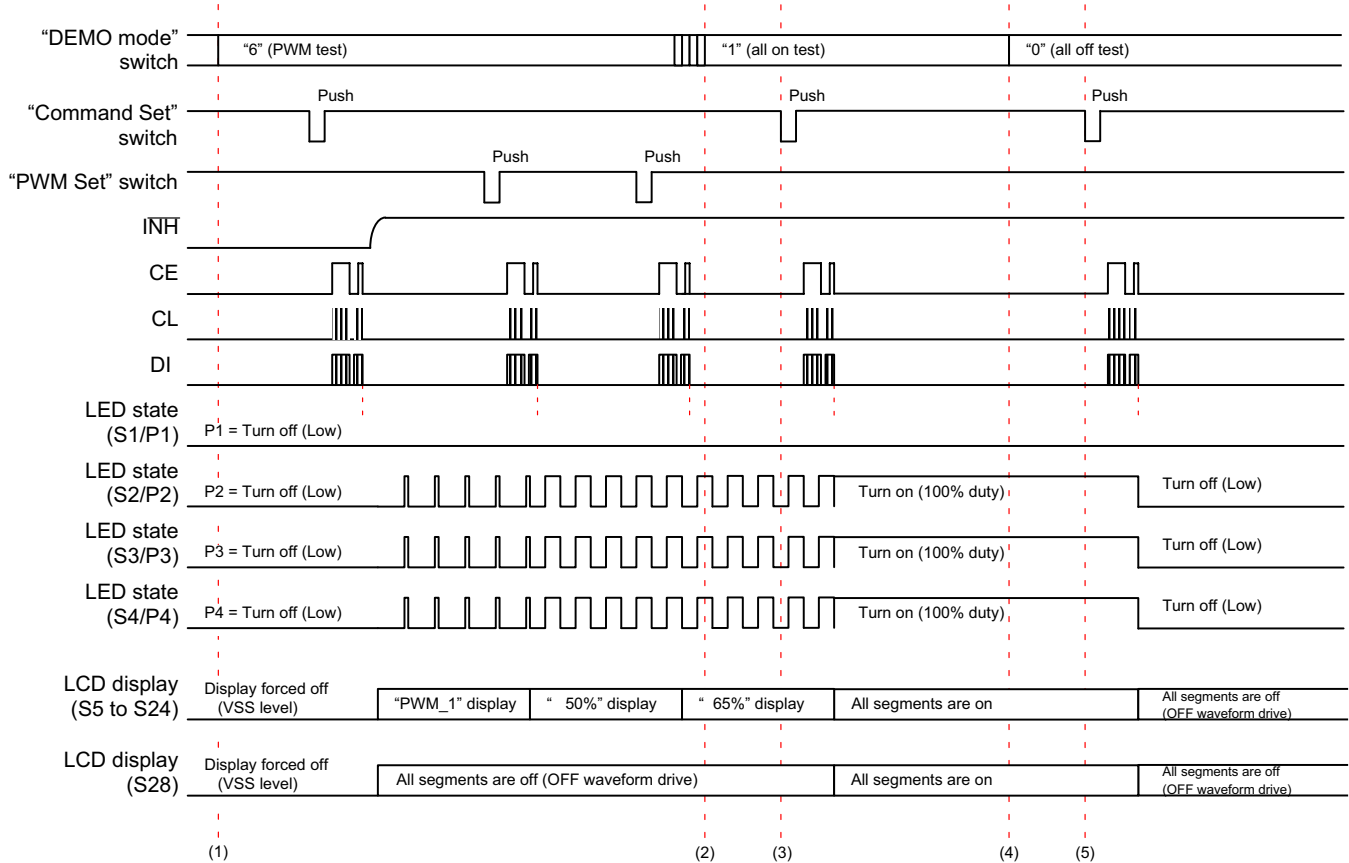 “DEMO mode”
switch
“6” (PWM test)
“1” (all on test)
“0” (all off test)
“Command Set”
switch
Push
Push
Push
“PWM Set” switch
Push
Push
INH
CE
CL
DI
LED state
(S1/P1)
P1 = Turn off (Low)
LED state
(S2/P2)
P2 = Turn off (Low)
Turn on (100% duty)
Turn off (Low)
LED state
(S3/P3)
P3 = Turn off (Low)
Turn on (100% duty)
Turn off (Low)
LED state
(S4/P4)
P4 = Turn off (Low)
Turn on (100% duty)
Turn off (Low)
LCD display
(S5 to S24)
Display forced off
(VSS level)
“PWM_1” display
“ 50%” display
“ 65%” display
All segments are on
All segments are off
(OFF waveform drive)
LCD display
(S28)
Display forced off
(VSS level)
All segments are off (OFF waveform drive)
All segments are on
All segments are off
(OFF waveform drive)
(1)
(2)
(3)
(4)
(5)